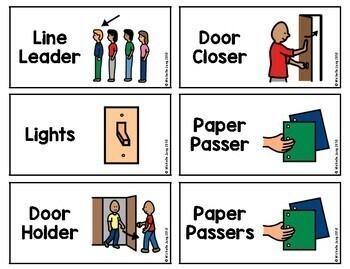 Line
Leader
Door
Closer
Lights
Paper
Passer
Door
Holder
Paper
Passers